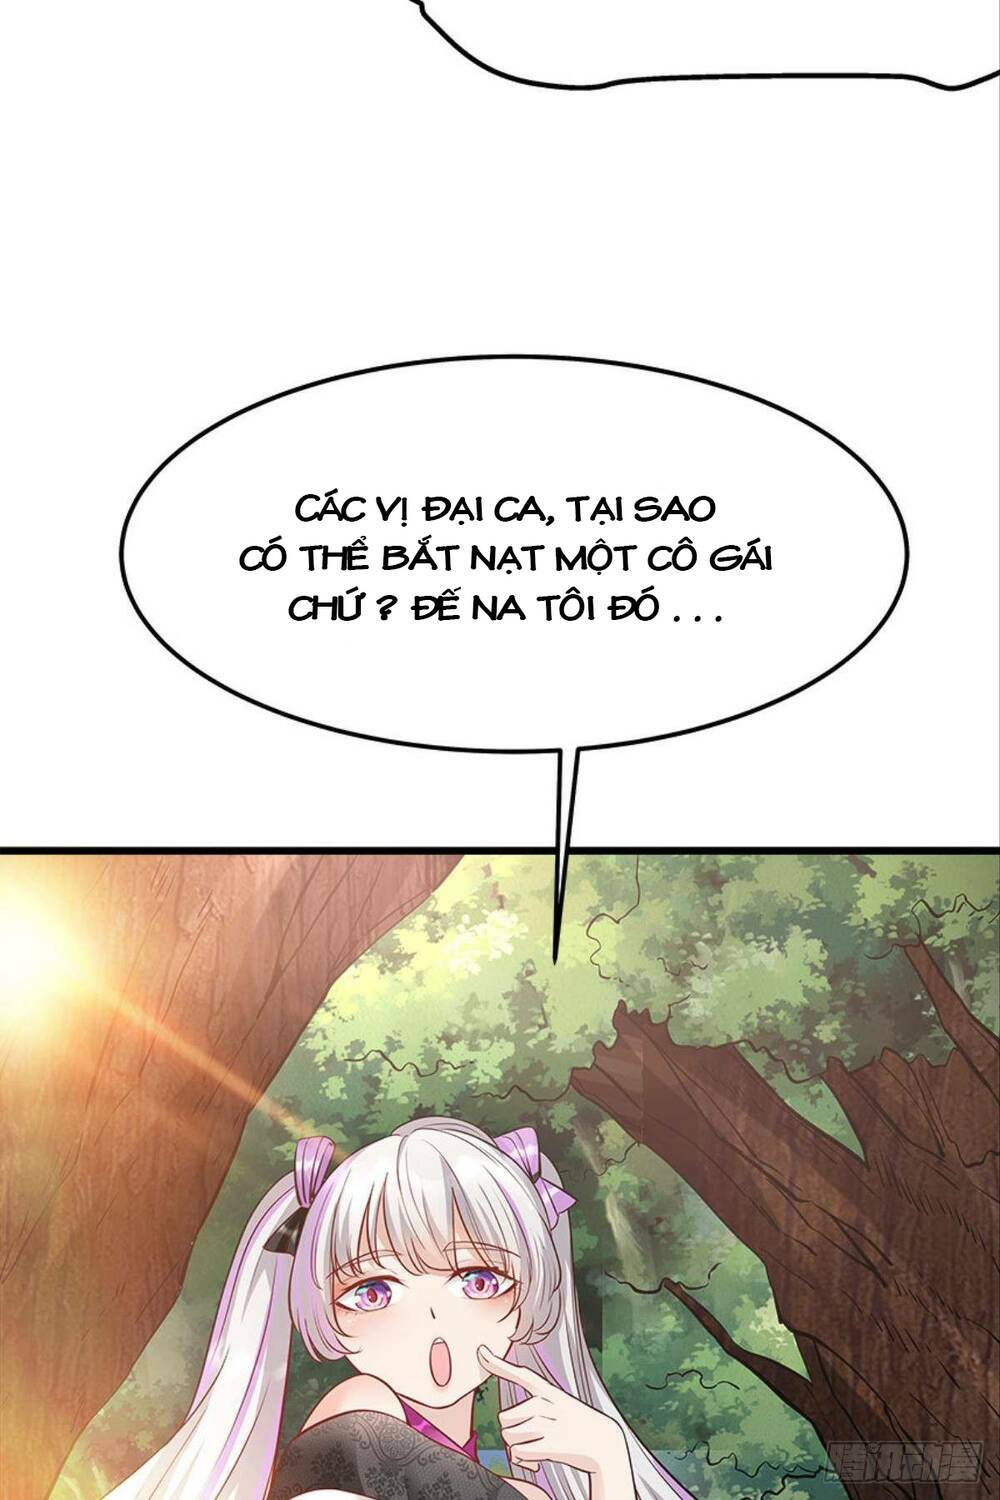 CÁC VỊ ĐẠI CA, TẠI SAO
CÓ THỂ BẮT NẠT MỘT CÔ GÁI
CHỨ ? ĐẾ NA TÔI ĐÓ . . .